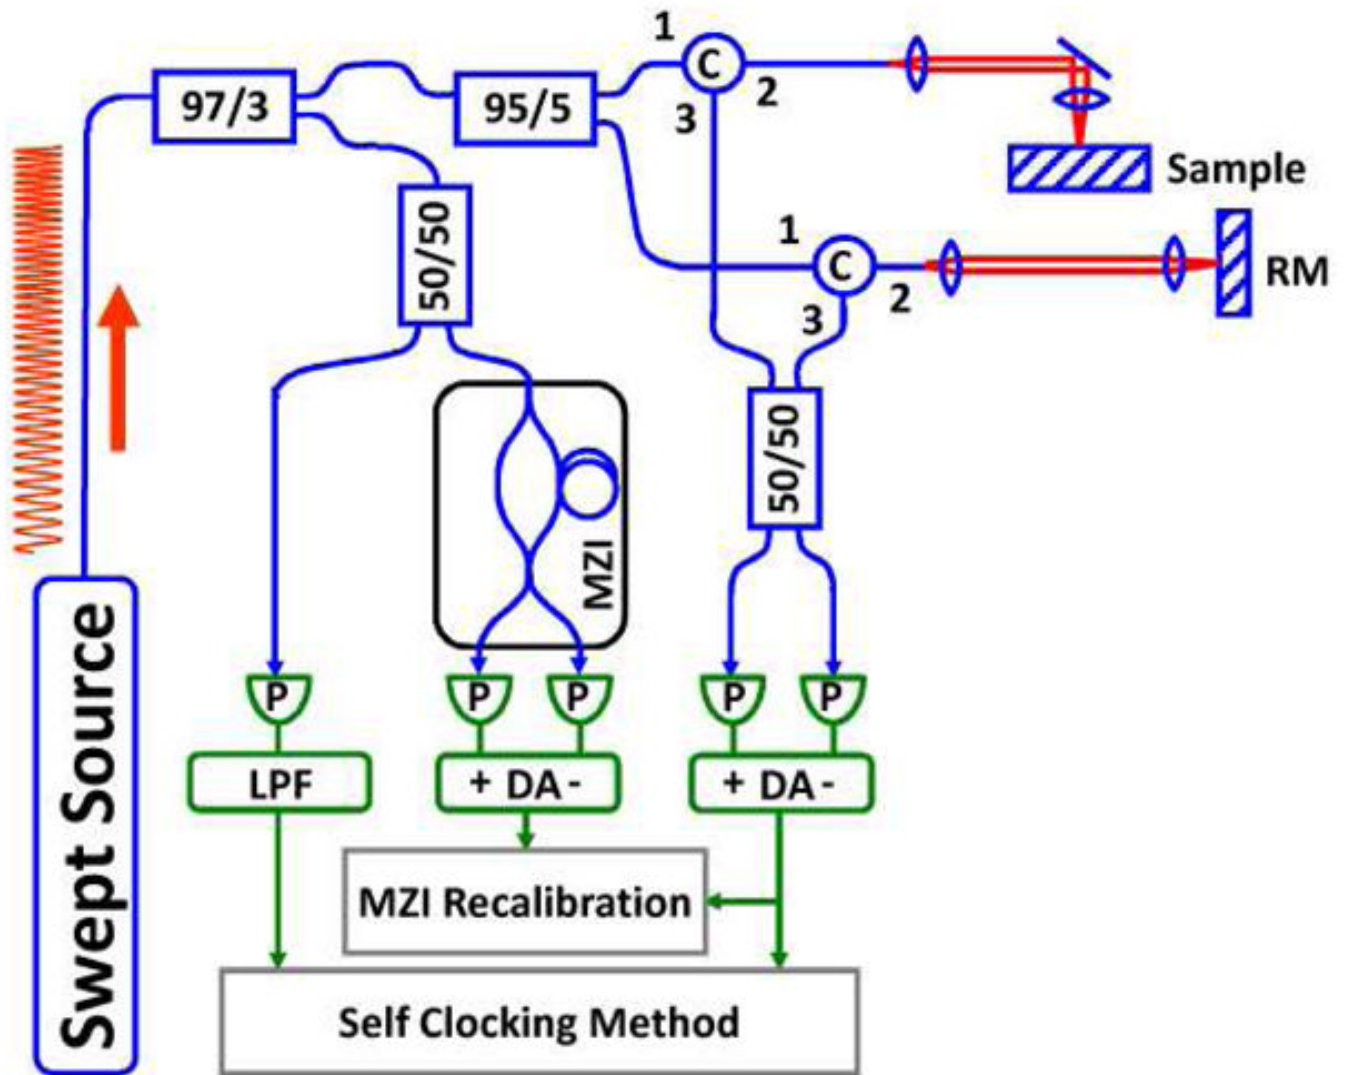 1
C
2
3
97/3
95/5
Sample
50/50
1
C
2
3
RM
50/50
MZI
Swept Source
P
P
P
P
P
LPF
+ DA -
+ DA -
MZI Recalibration
Self Clocking Method